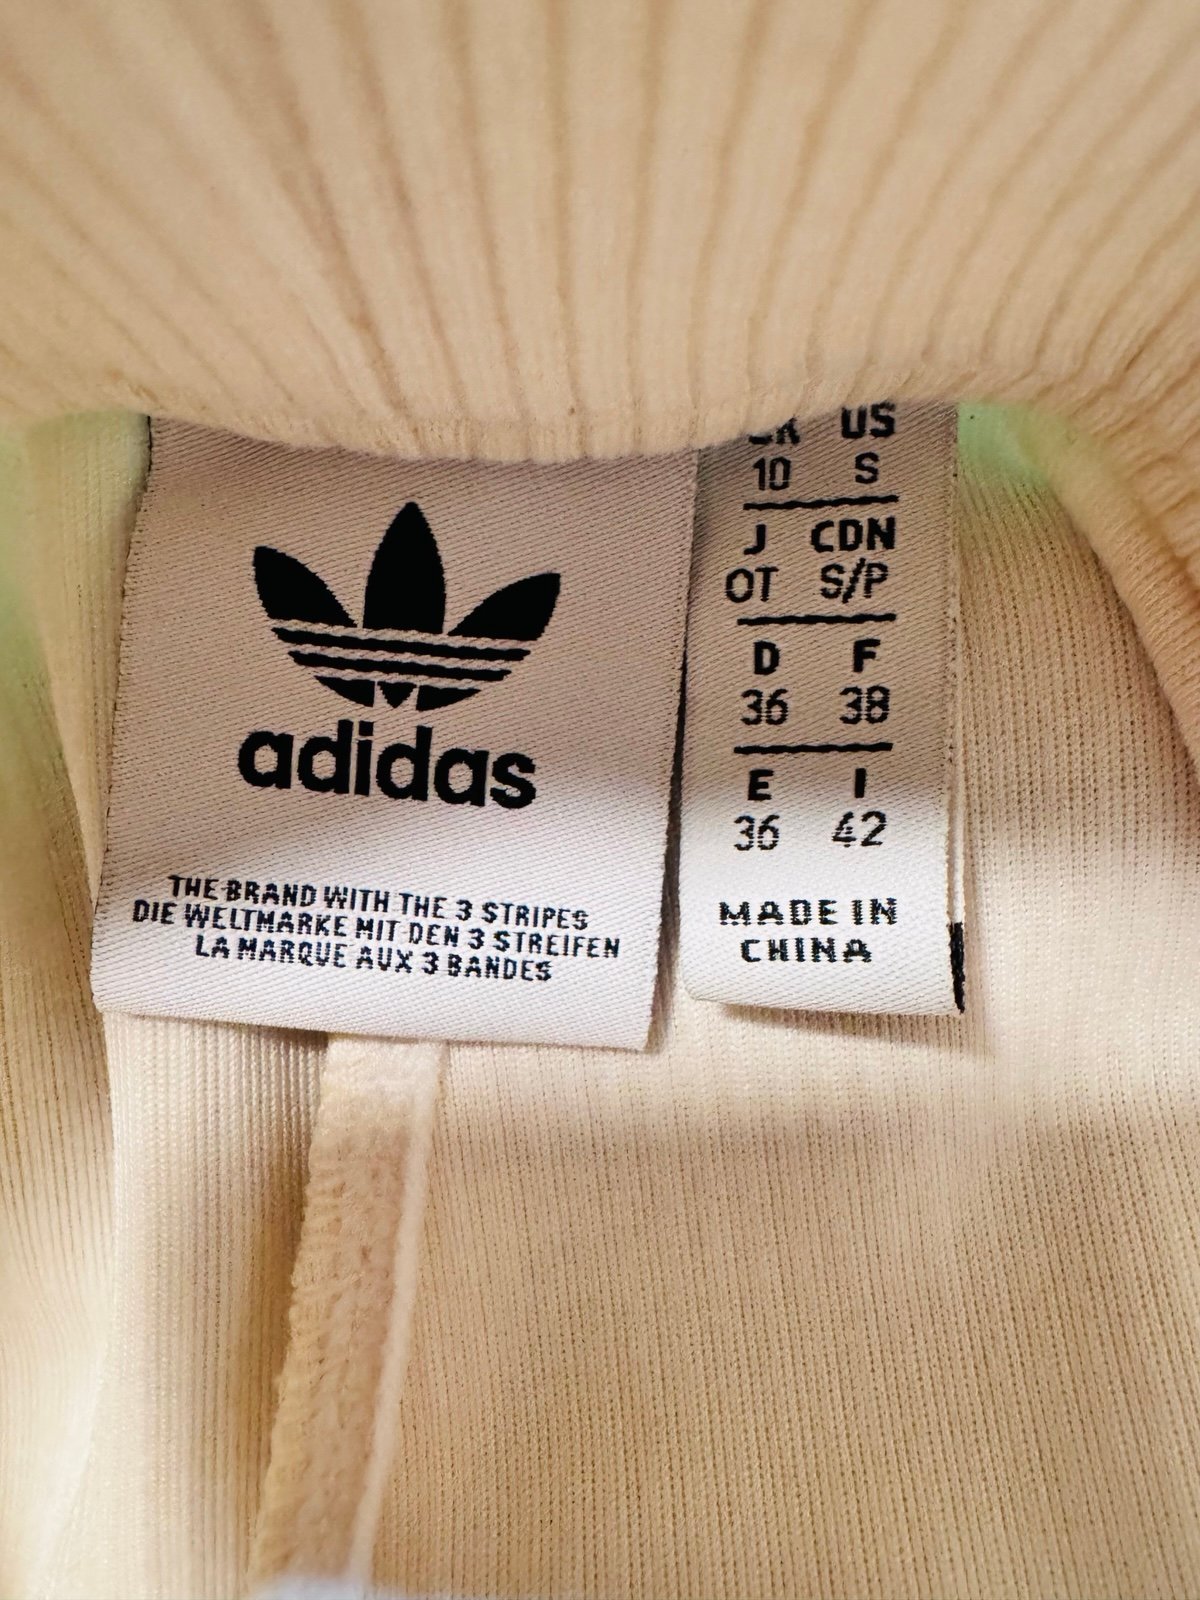 adidas
THE BRAND WITH THE 3 STRIPES
DIE WELTMARKE MIT DEN 3 STREIFEN
LA MARQUE AUX 3 BANDES
US
10 S
J CDN
OT S/P
D F
36 38
E I
36 42
MADE IN
CHINA